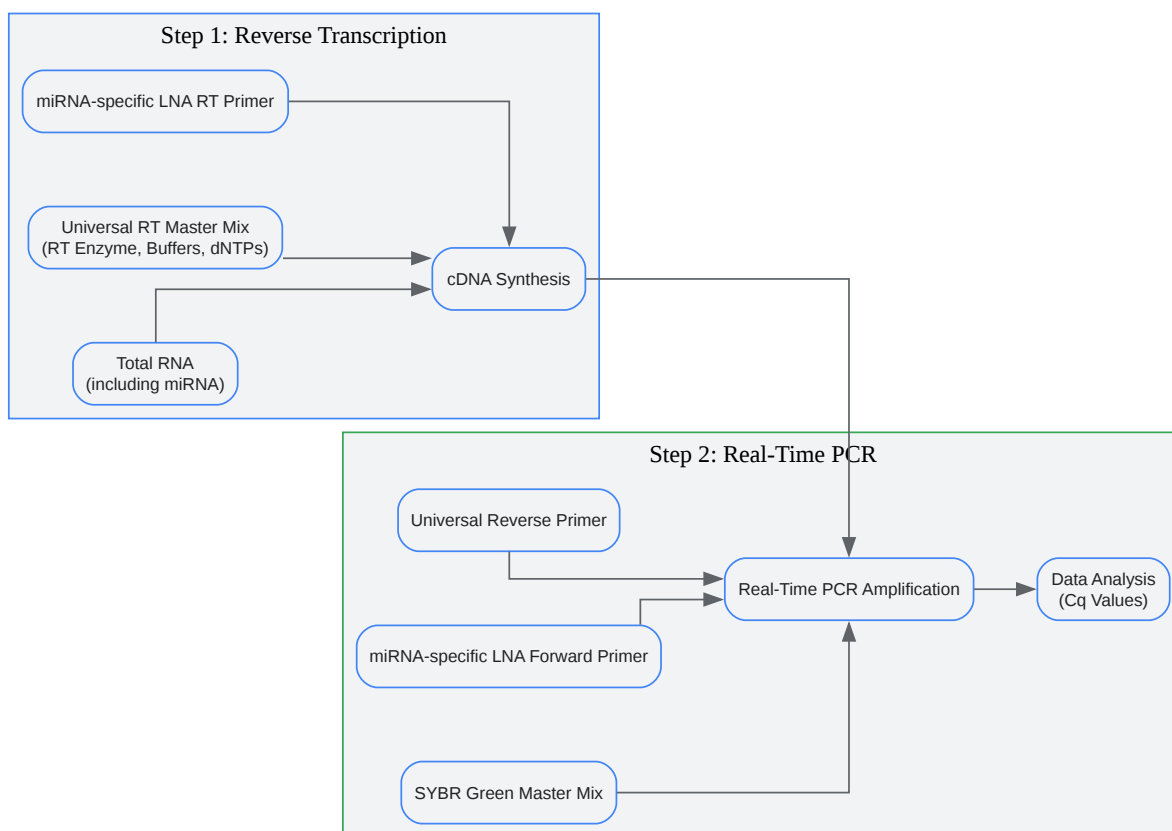 Step 1: Reverse Transcription
miRNA-specific LNA RT Primer
Universal RT Master Mix
(RT Enzyme, Buffers, dNTPs)
cDNA Synthesis
Total RNA
(including miRNA)
Step 2: Real-Time PCR
Universal Reverse Primer
Real-Time PCR Amplification
Data Analysis
(Cq Values)
miRNA-specific LNA Forward Primer
SYBR Green Master Mix